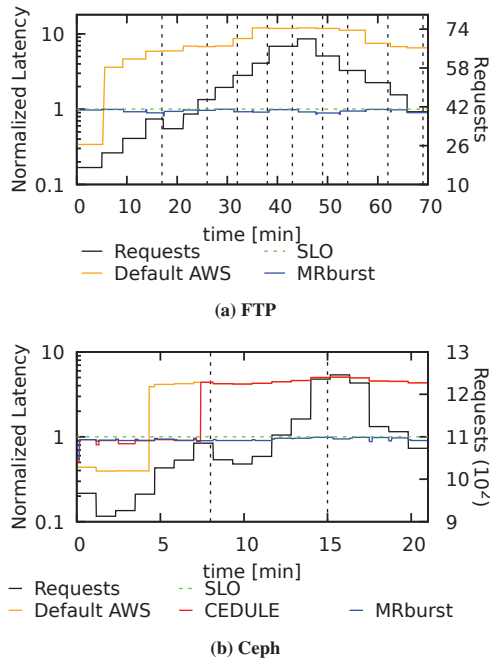 Normalized Latency
10
1
0.1
74
58
42
26
10
Requests
0 10 20 30 40 50 60 70
time [min]
Requests SLO
Default AWS MRburst
(a) FTP
Normalized Latency
10
1
0.1
13
12
11
10
9
Requests (10²)
0 5 10 15 20
time [min]
Requests SLO
Default AWS CEDULE MRburst
(b) Ceph